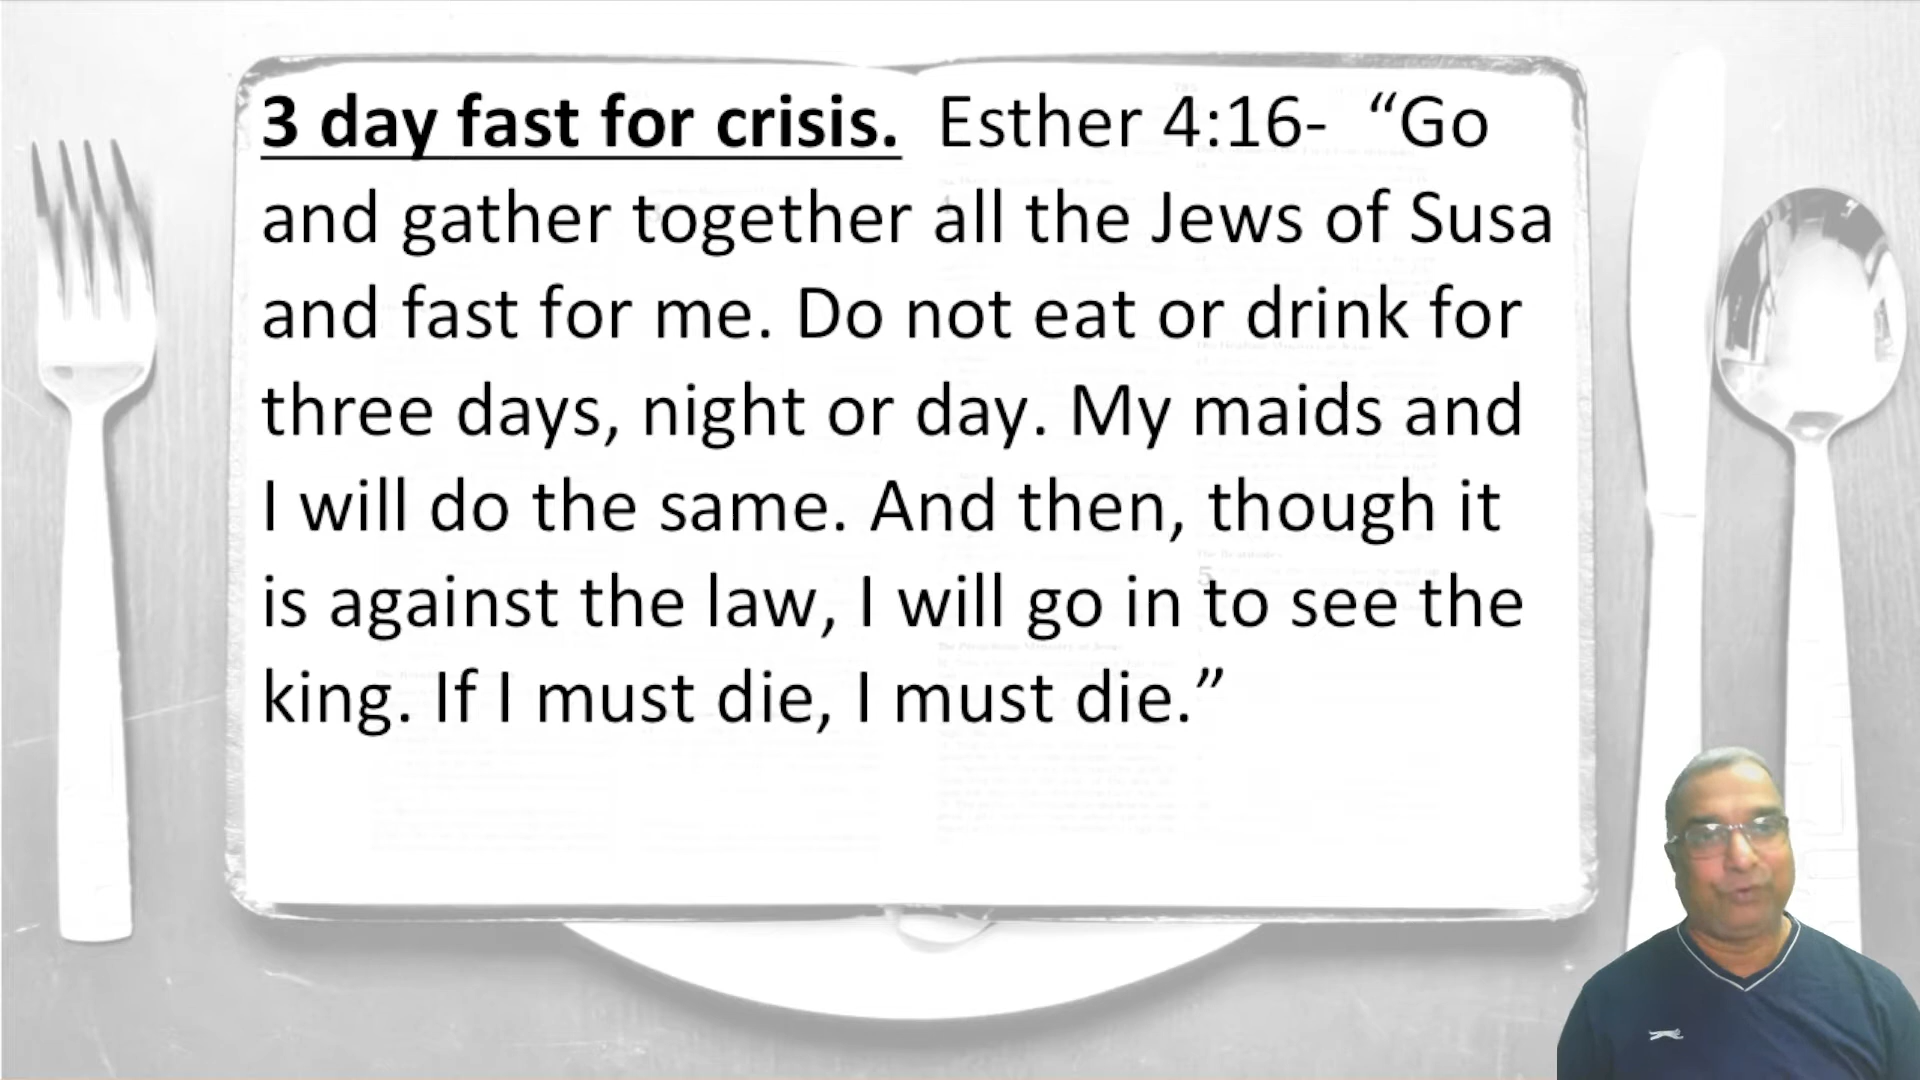 3 day fast for crisis. Esther 4:16- “Go
and gather together all the Jews of Susa
and fast for me. Do not eat or drink for
three days, night or day. My maids and
I will do the same. And then, though it
is against the law, I will go in to see the
king. If I must die, I must die.”